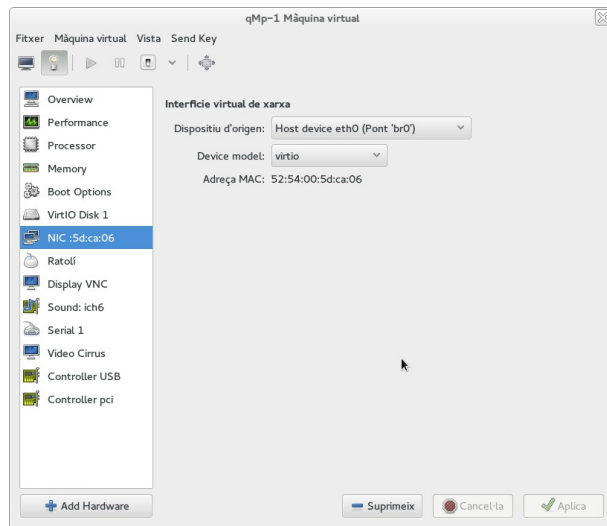 qMp-1 Màquina virtual
Fitxer Màquina virtual Vista Send Key
Overview
Performance
Processor
Memory
Boot Options
VirtIO Disk 1
NIC :5d:ca:06
Ratolí
Display VNC
Sound: ich6
Serial 1
Video Cirrus
Controller USB
Controller pci
Add Hardware
Interfície virtual de xarxa
Dispositiu d'origen: Host device eth0 (Pont 'br0')
Device model: virtio
Adreça MAC: 52:54:00:5d:ca:06
Suprimeix Cancel·la Aplica